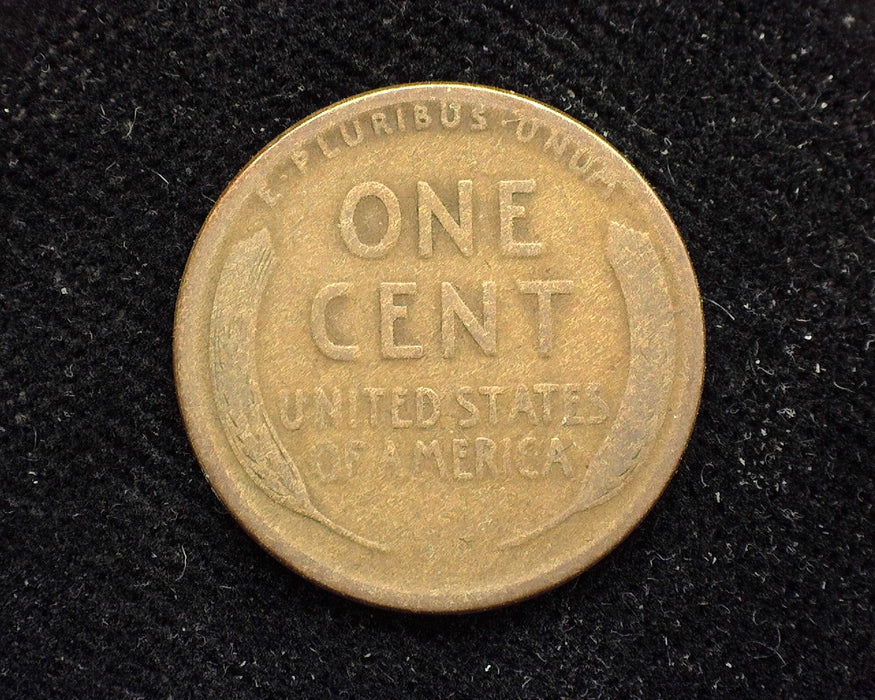 E·PLURIBUS·UNUM
ONE
CENT
UNITED STATES
OF AMERICA